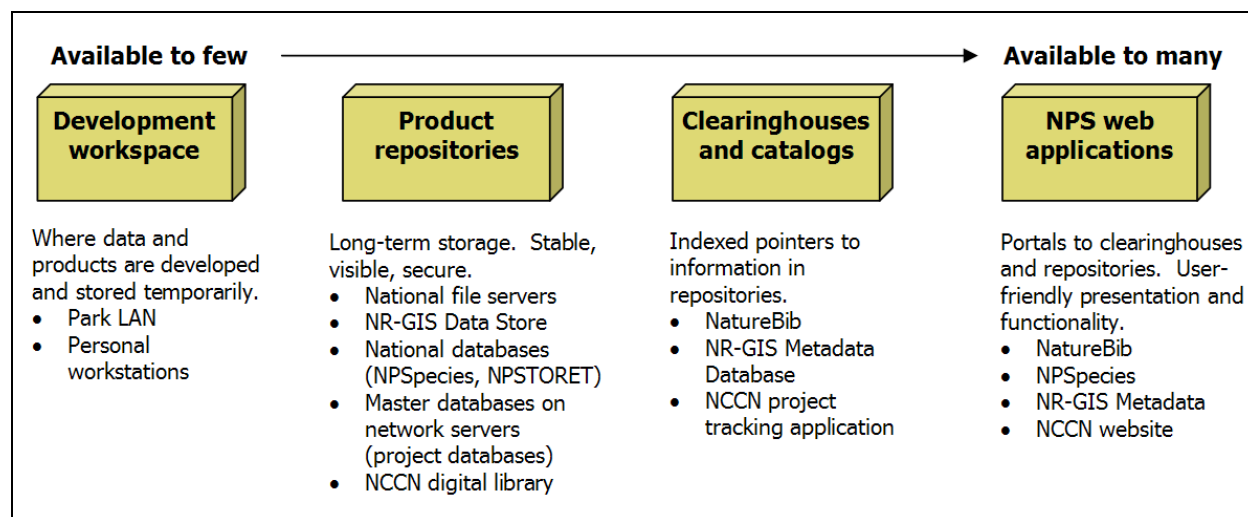 Available to few
Available to many
Development
workspace
Where data and
products are developed
and stored temporarily.
• Park LAN
• Personal
workstations
Product
repositories
Long-term storage.  Stable,
visible, secure.
• National file servers
• NR-GIS Data Store
• National databases
(NPSpecies, NPSTORET)
• Master databases on
network servers
(project databases)
• NCCN digital library
Clearinghouses
and catalogs
Indexed pointers to
information in
repositories.
• NatureBib
• NR-GIS Metadata
Database
• NCCN project
tracking application
NPS web
applications
Portals to clearinghouses
and repositories.  User-
friendly presentation and
functionality.
• NatureBib
• NPSpecies
• NR-GIS Metadata
• NCCN website